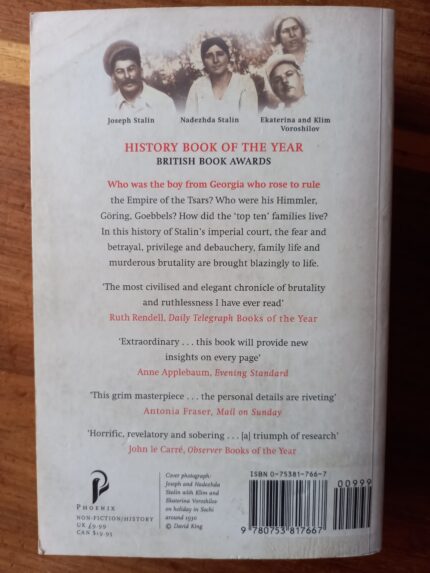 Joseph Stalin
Nadezhda Stalin
Ekaterina and Klim
Voroshilov
HISTORY BOOK OF THE YEAR
BRITISH BOOK AWARDS
Who was the boy from Georgia who rose to rule
the Empire of the Tsars? Who were his Himmler,
Göring, Goebbels? How did the ‘top ten’ families live?
In this history of Stalin’s imperial court, the fear and
betrayal, privilege and debauchery, family life and
murderous brutality are brought blazingly to life.
‘The most civilised and elegant chronicle of brutality
and ruthlessness I have ever read’
Ruth Rendell, Daily Telegraph Books of the Year
‘Extraordinary . . . this book will provide new
insights on every page’
Anne Applebaum, Evening Standard
‘This grim masterpiece . . . the personal details are riveting’
Antonia Fraser, Mail on Sunday
‘Horrific, revelatory and sobering . . . [a] triumph of research’
John le Carré, Observer Books of the Year
PHOENIX
NON-FICTION/HISTORY
UK £9.99
CAN $19.95
Cover photograph:
Joseph and Nadezhda
Stalin with Klim and
Ekaterina Voroshilov
on holiday in Sochi
around 1930
© David King
ISBN 0-75381-766-7
00999
9 780753 817667